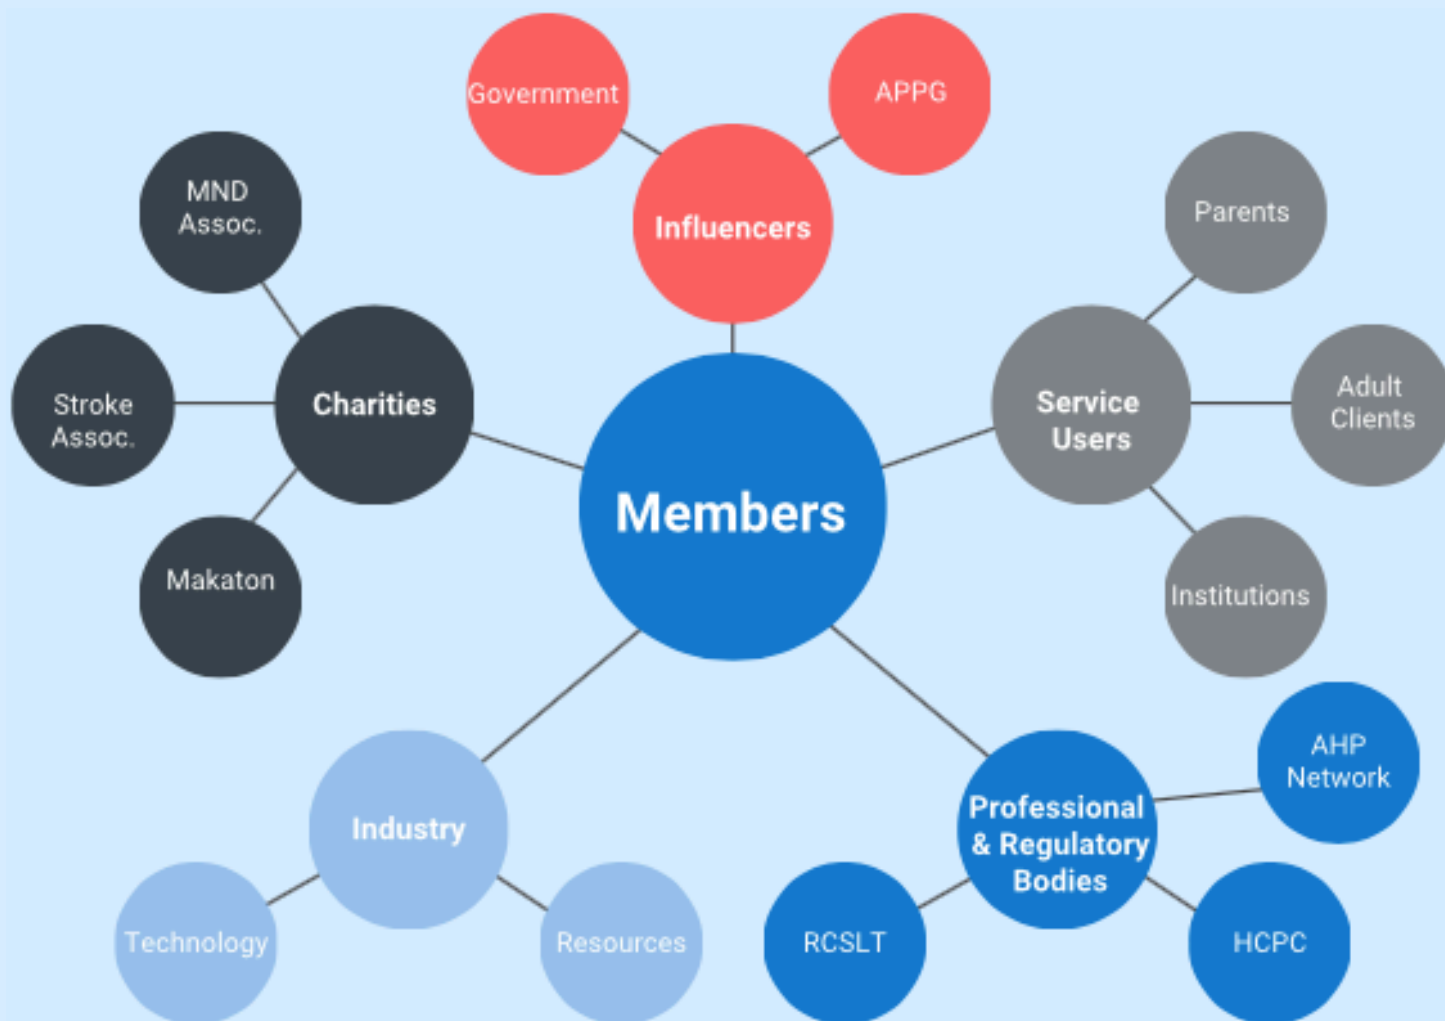 Government
APPG
Influencers
MND
Assoc.
Stroke
Assoc.
Makaton
Charities
Parents
Adult
Clients
Institutions
Service
Users
Members
Industry
Technology
Resources
Professional
& Regulatory
Bodies
AHP
Network
RCSLT
HCPC